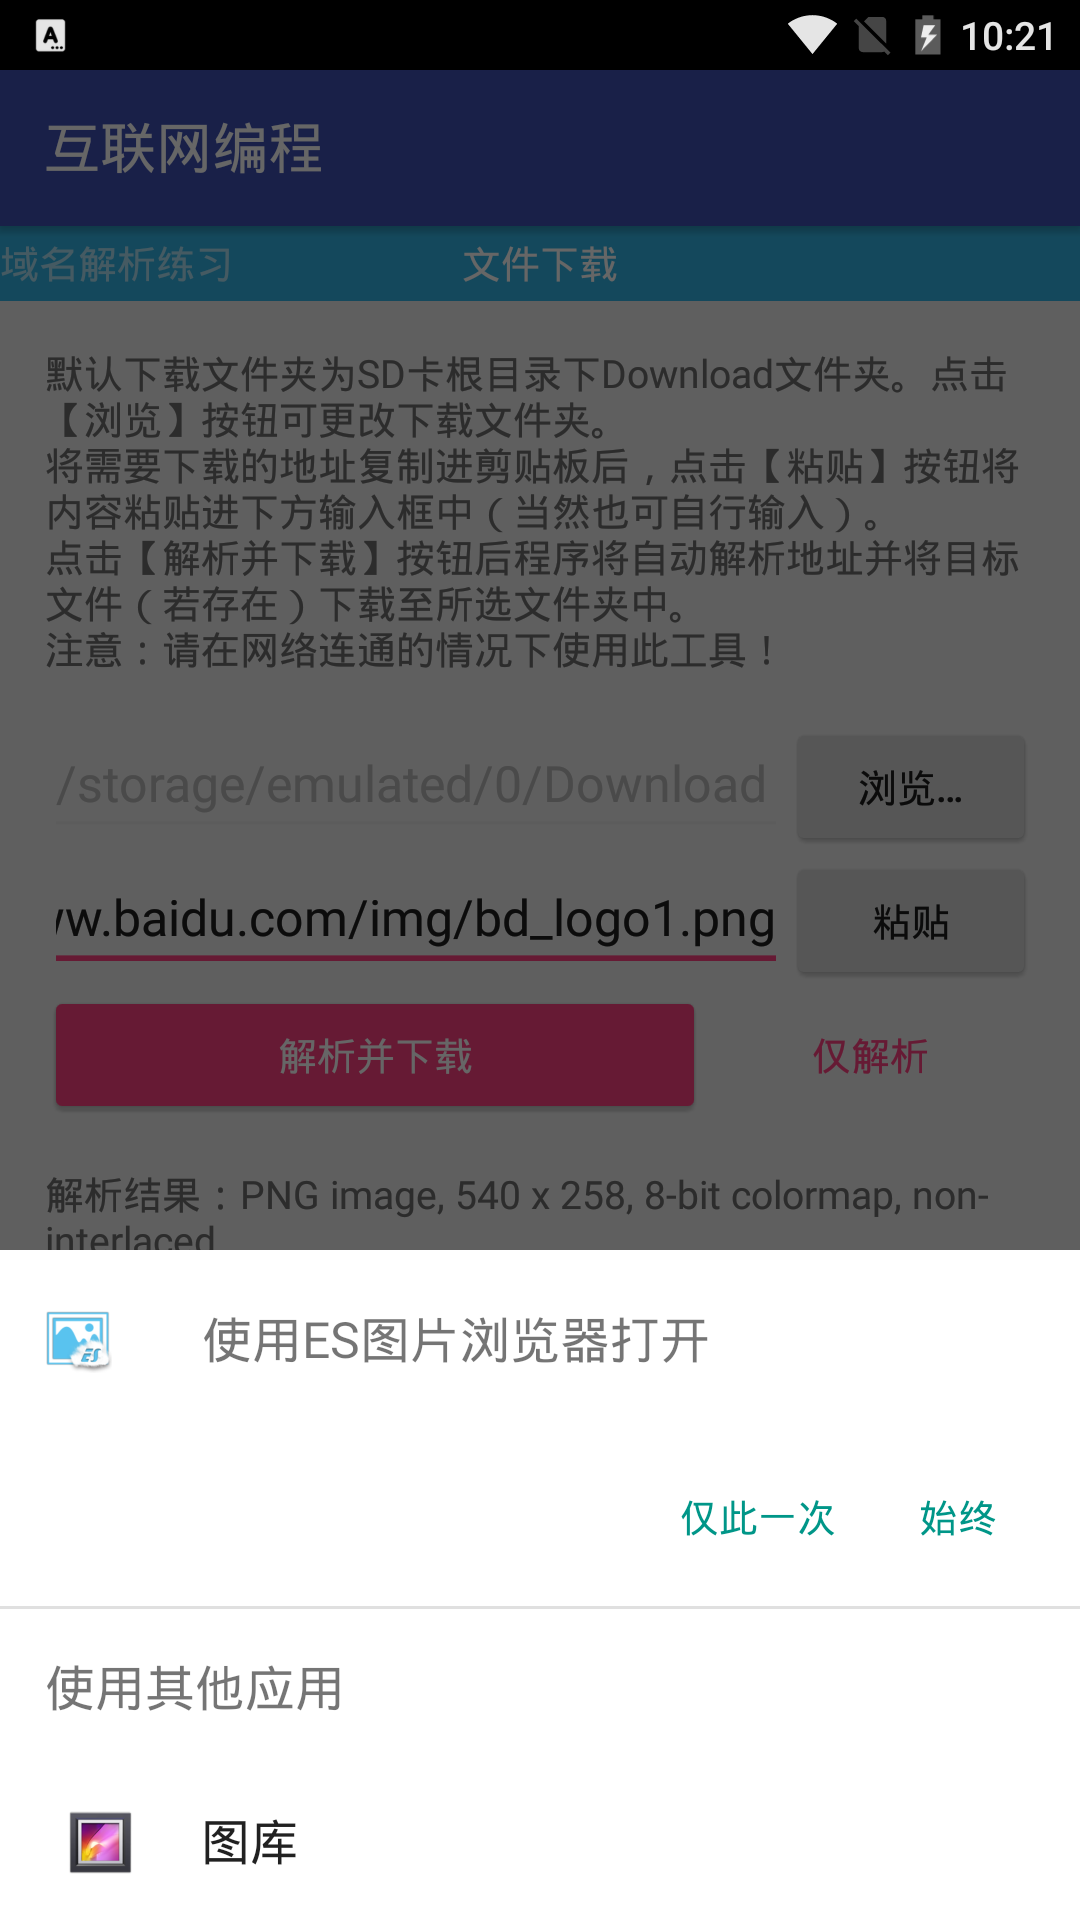 10:21
互联网编程
域名解析练习 文件下载
默认下载文件夹为SD卡根目录下Download文件夹。点击
【浏览】按钮可更改下载文件夹。
将需要下载的地址复制进剪贴板后，点击【粘贴】按钮将
内容粘贴进下方输入框中（当然也可自行输入）。
点击【解析并下载】按钮后程序将自动解析地址并将目标
文件（若存在）下载至所选文件夹中。
注意：请在网络连通的情况下使用此工具！
/storage/emulated/0/Download 浏览...
w.baidu.com/img/bd_logo1.png 粘贴
解析并下载 仅解析
解析结果：PNG image, 540 x 258, 8-bit colormap, non-
interlaced
使用ES图片浏览器打开
仅此一次 始终
使用其他应用
图库